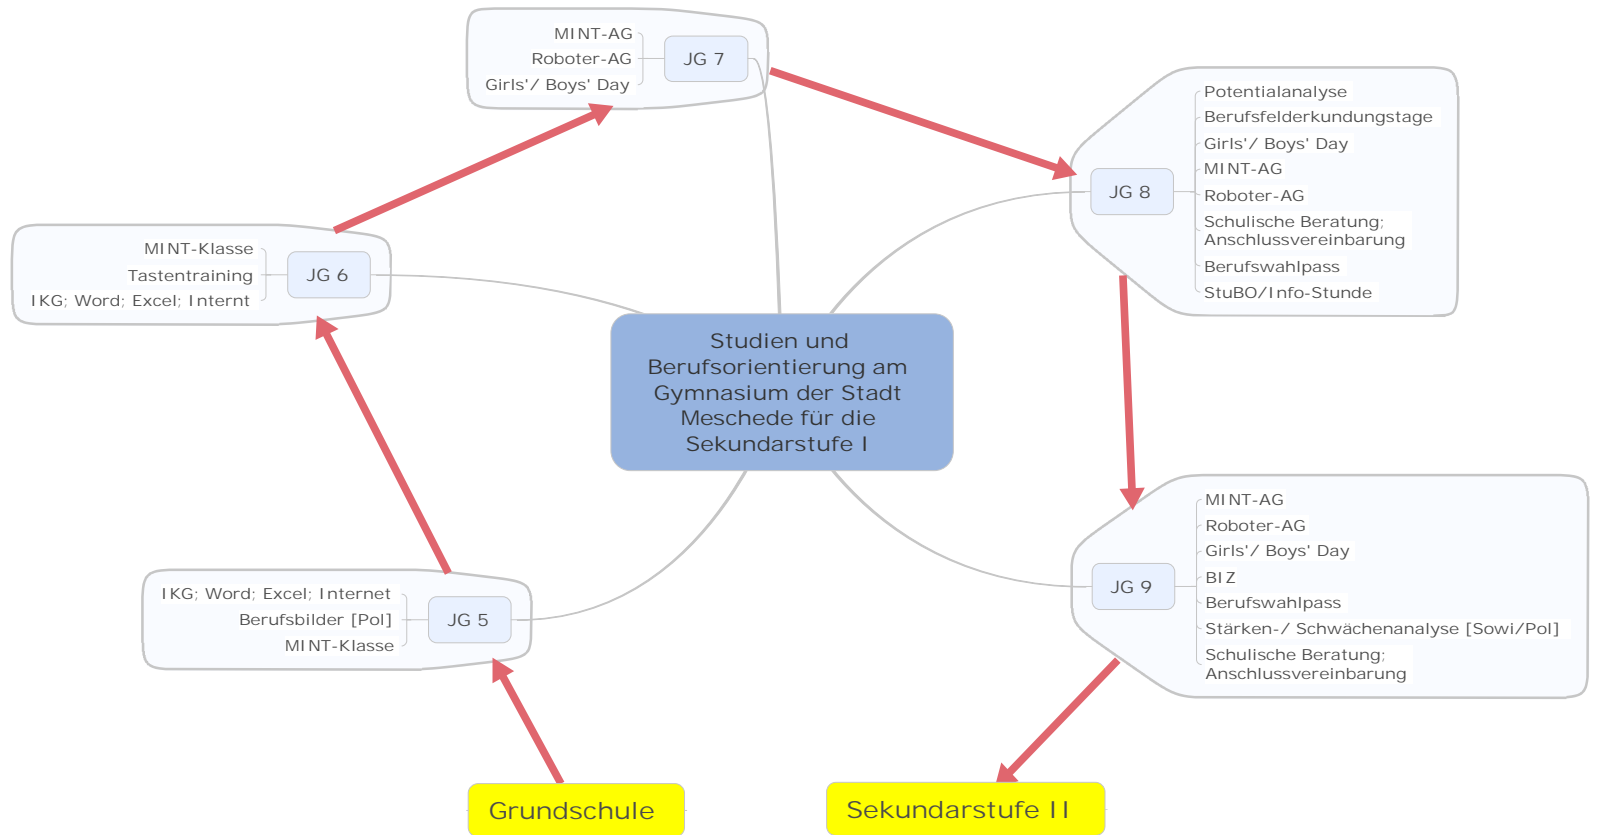 MINT-AG
Roboter-AG
Girls'/ Boys' Day
JG 7
Potentialanalyse
Berufsfelderkundungstage
Girls'/ Boys' Day
MINT-AG
Roboter-AG
Schulische Beratung;
Anschlussvereinbarung
Berufswahlpass
StuBO/Info-Stunde
JG 8
MINT-Klasse
Tastentraining
IKG; Word; Excel; Internt
JG 6
Studien und
Berufsorientierung am
Gymnasium der Stadt
Meschede für die
Sekundarstufe I
MINT-AG
Roboter-AG
Girls'/ Boys' Day
BIZ
Berufswahlpass
Stärken-/ Schwächenanalyse [Sowi/Pol]
Schulische Beratung;
Anschlussvereinbarung
JG 9
IKG; Word; Excel; Internet
Berufsbilder [Pol]
MINT-Klasse
JG 5
Grundschule
Sekundarstufe II